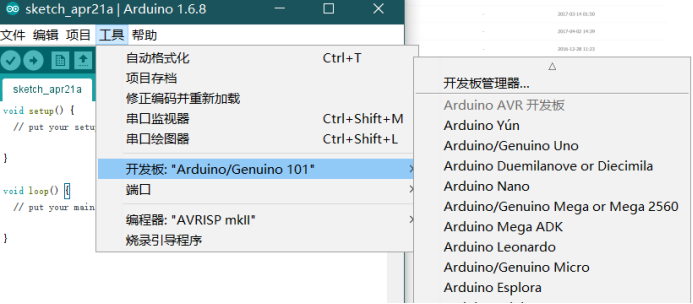 sketch_apr21a | Arduino 1.6.8
文件 编辑 项目 工具 帮助
sketch_apr21a
void setup() {
// put your setu
}
void loop() {
// put your main
}
自动格式化 Ctrl+T
项目存档
修正编码并重新加载
串口监视器 Ctrl+Shift+M
串口绘图器 Ctrl+Shift+L
开发板: "Arduino/Genuino 101"
端口
编程器: "AVRISP mkII"
烧录引导程序
2017-03-14 01:50
2017-04-02 14:39
2016-12-28 11:23
开发板管理器...
Arduino AVR 开发板
Arduino Yún
Arduino/Genuino Uno
Arduino Duemilanove or Diecimila
Arduino Nano
Arduino/Genuino Mega or Mega 2560
Arduino Mega ADK
Arduino Leonardo
Arduino/Genuino Micro
Arduino Esplora